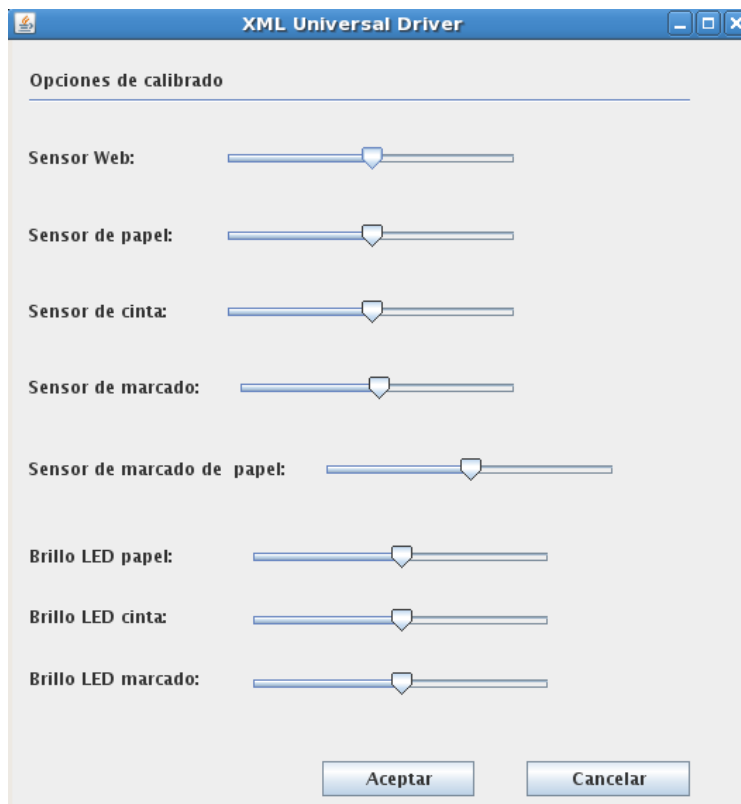 XML Universal Driver
Opciones de calibrado
Sensor Web:
Sensor de papel:
Sensor de cinta:
Sensor de marcado:
Sensor de marcado de papel:
Brillo LED papel:
Brillo LED cinta:
Brillo LED marcado:
Aceptar Cancelar